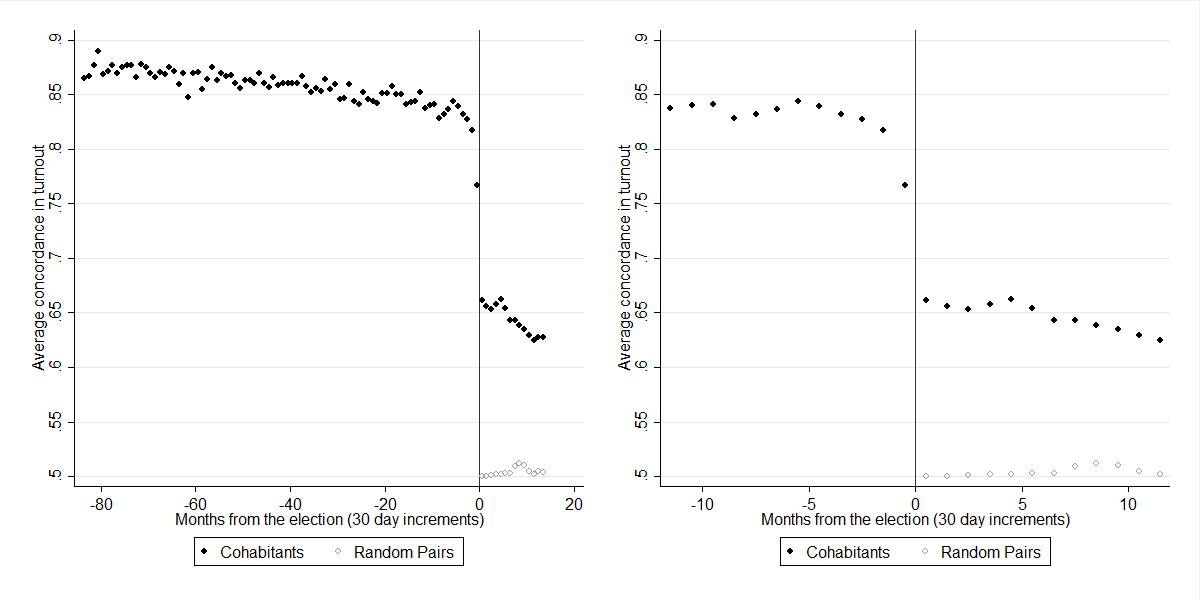 Average concordance in turnout
.9
.85
.8
.75
.7
.65
.6
.55
.5
-80 -60 -40 -20 0 20
Months from the election (30 day increments)
Cohabitants Random Pairs
Average concordance in turnout
.9
.85
.8
.75
.7
.65
.6
.55
.5
-10 -5 0 5 10
Months from the election (30 day increments)
Cohabitants Random Pairs